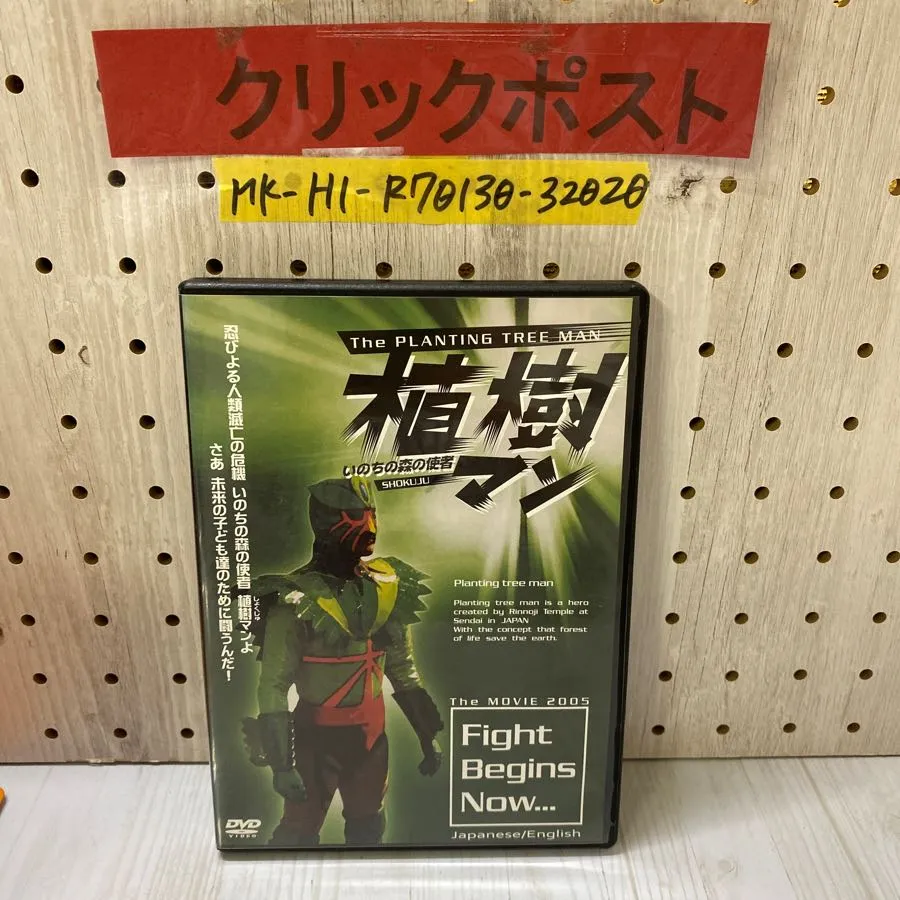 クリックポスト
MK-H1-R70130-32020
The PLANTING TREE MAN
植樹
いのちの森の使者
マン
SHOKUJU
忍びよる人類滅亡の危機 いのちの森の使者 植樹マンよ
しょくじゅ
さあ 未来の子ども達のために闘うんだ！
Planting tree man
Planting tree man is a hero
created by Rinnoji Temple at
Sendai in JAPAN
With the concept that forest
of life save the earth.
The MOVIE 2005
Fight
Begins
Now...
Japanese/English
DVD
VIDEO